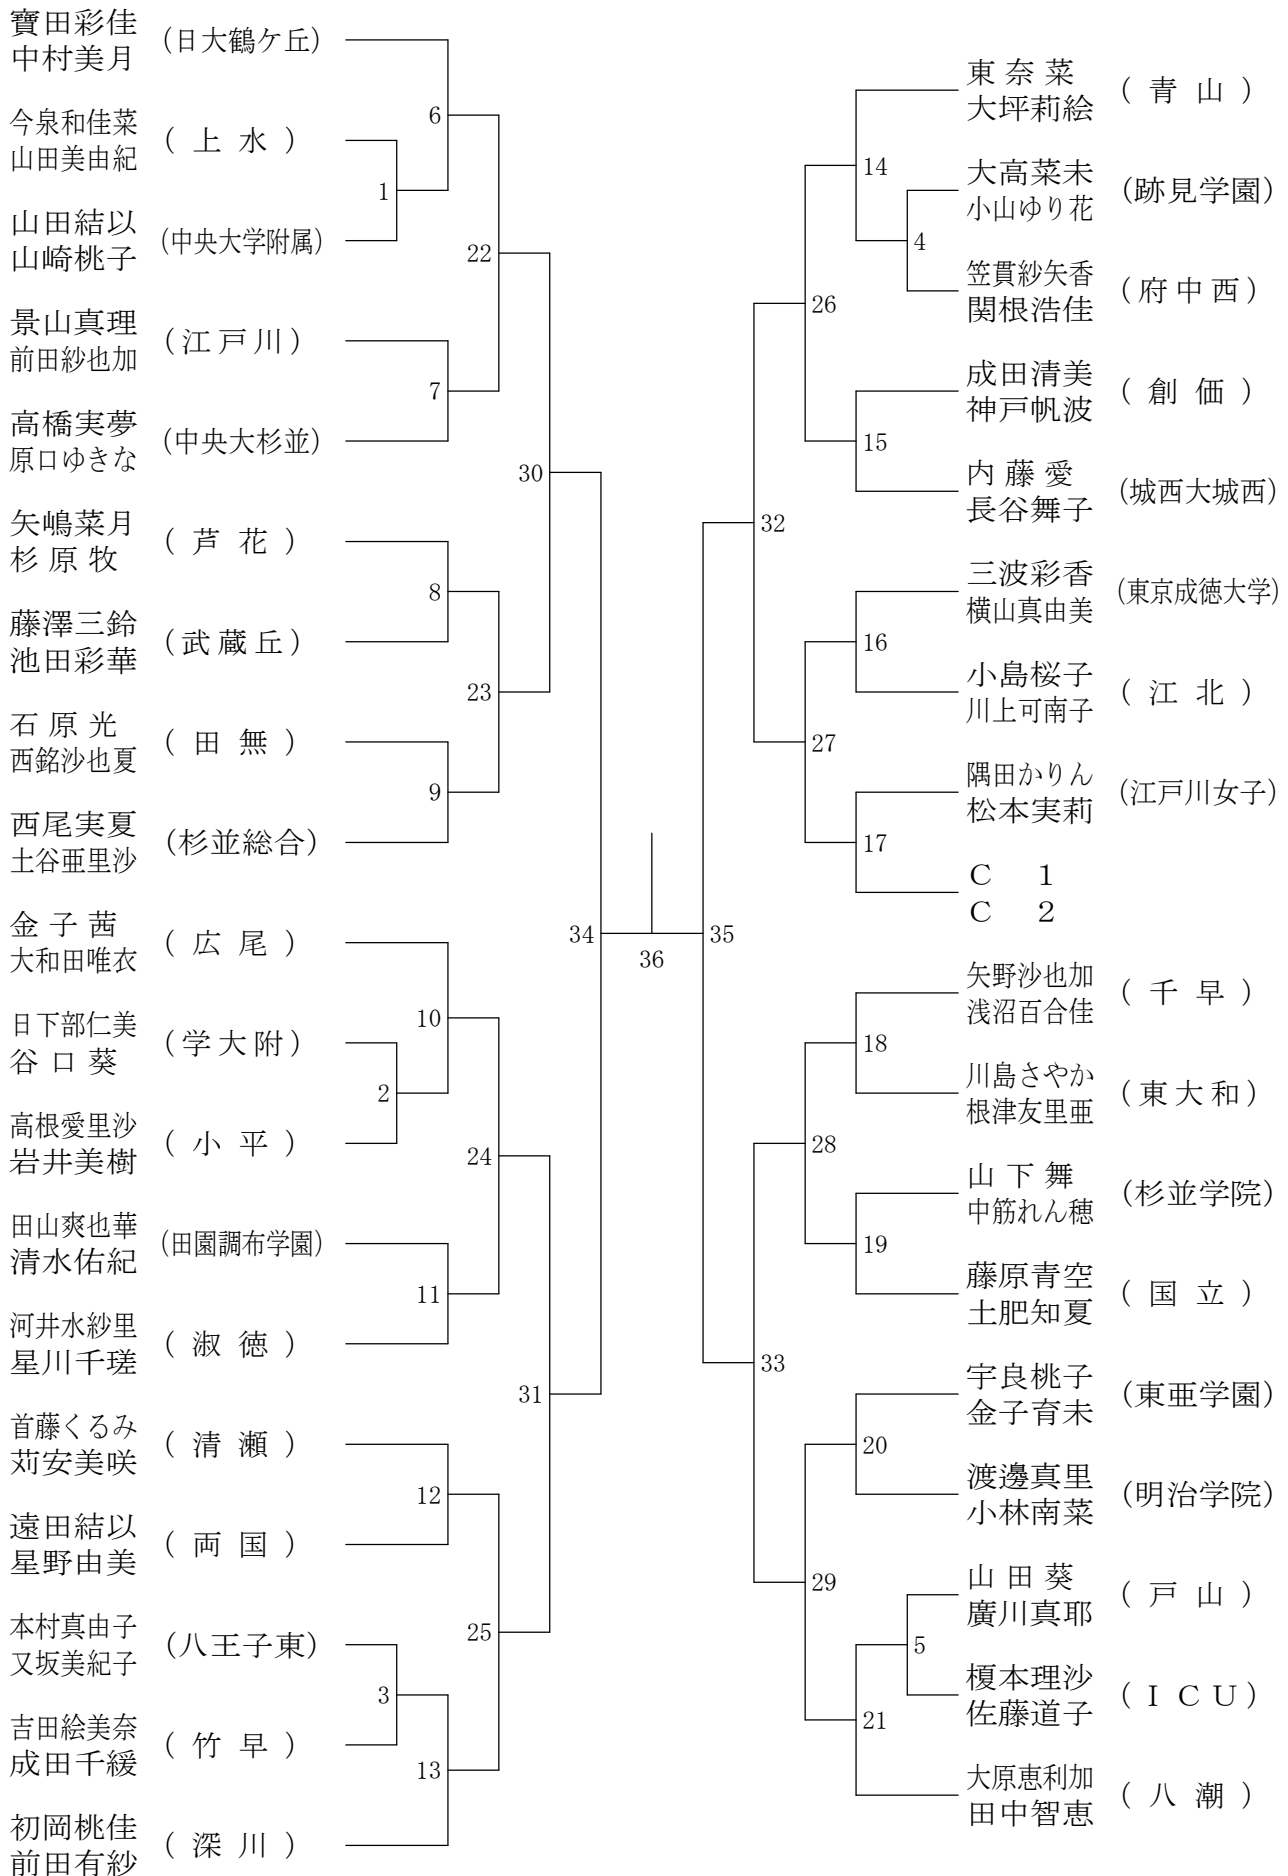 寶田彩佳
中村美月
(日大鶴ケ丘)
今泉和佳菜
山田美由紀
( 上 水 )
山田結以
山崎桃子
(中央大学附属)
景山真理
前田紗也加
( 江 戸 川 )
高橋実夢
原口ゆきな
(中央大杉並)
矢嶋菜月
杉 原 牧
( 芦 花 )
藤澤三鈴
池田彩華
( 武 蔵 丘 )
石 原 光
西銘沙也夏
( 田 無 )
西尾実夏
土谷亜里沙
(杉並総合)
金 子 茜
大和田唯衣
( 広 尾 )
日下部仁美
谷 口 葵
( 学 大 附 )
高根愛里沙
岩井美樹
( 小 平 )
田山爽也華
清水佑紀
(田園調布学園)
河井水紗里
星川千瑳
( 淑 徳 )
首藤くるみ
苅安美咲
( 清 瀬 )
遠田結以
星野由美
( 両 国 )
本村真由子
又坂美紀子
(八王子東)
吉田絵美奈
成田千緩
( 竹 早 )
初岡桃佳
前田有紗
( 深 川 )
1
2
3
6
7
8
9
10
11
12
13
22
23
24
25
30
31
34
36
35
32
33
26
27
28
29
14
15
16
17
18
19
20
21
4
5
東 奈 菜
大坪莉絵
( 青 山 )
大高菜未
小山ゆり花
(跡見学園)
笠貫紗矢香
関根浩佳
( 府 中 西 )
成田清美
神戸帆波
( 創 価 )
内 藤 愛
長谷舞子
(城西大城西)
三波彩香
横山真由美
(東京成徳大学)
小島桜子
川上可南子
( 江 北 )
隅田かりん
松本実莉
(江戸川女子)
C 1
C 2
矢野沙也加
浅沼百合佳
( 千 早 )
川島さやか
根津友里亜
( 東 大 和 )
山 下 舞
中筋れん穂
(杉並学院)
藤原青空
土肥知夏
( 国 立 )
宇良桃子
金子育未
(東亜学園)
渡邊真里
小林南菜
(明治学院)
山 田 葵
廣川真耶
( 戸 山 )
榎本理沙
佐藤道子
( I C U )
大原恵利加
田中智恵
( 八 潮 )